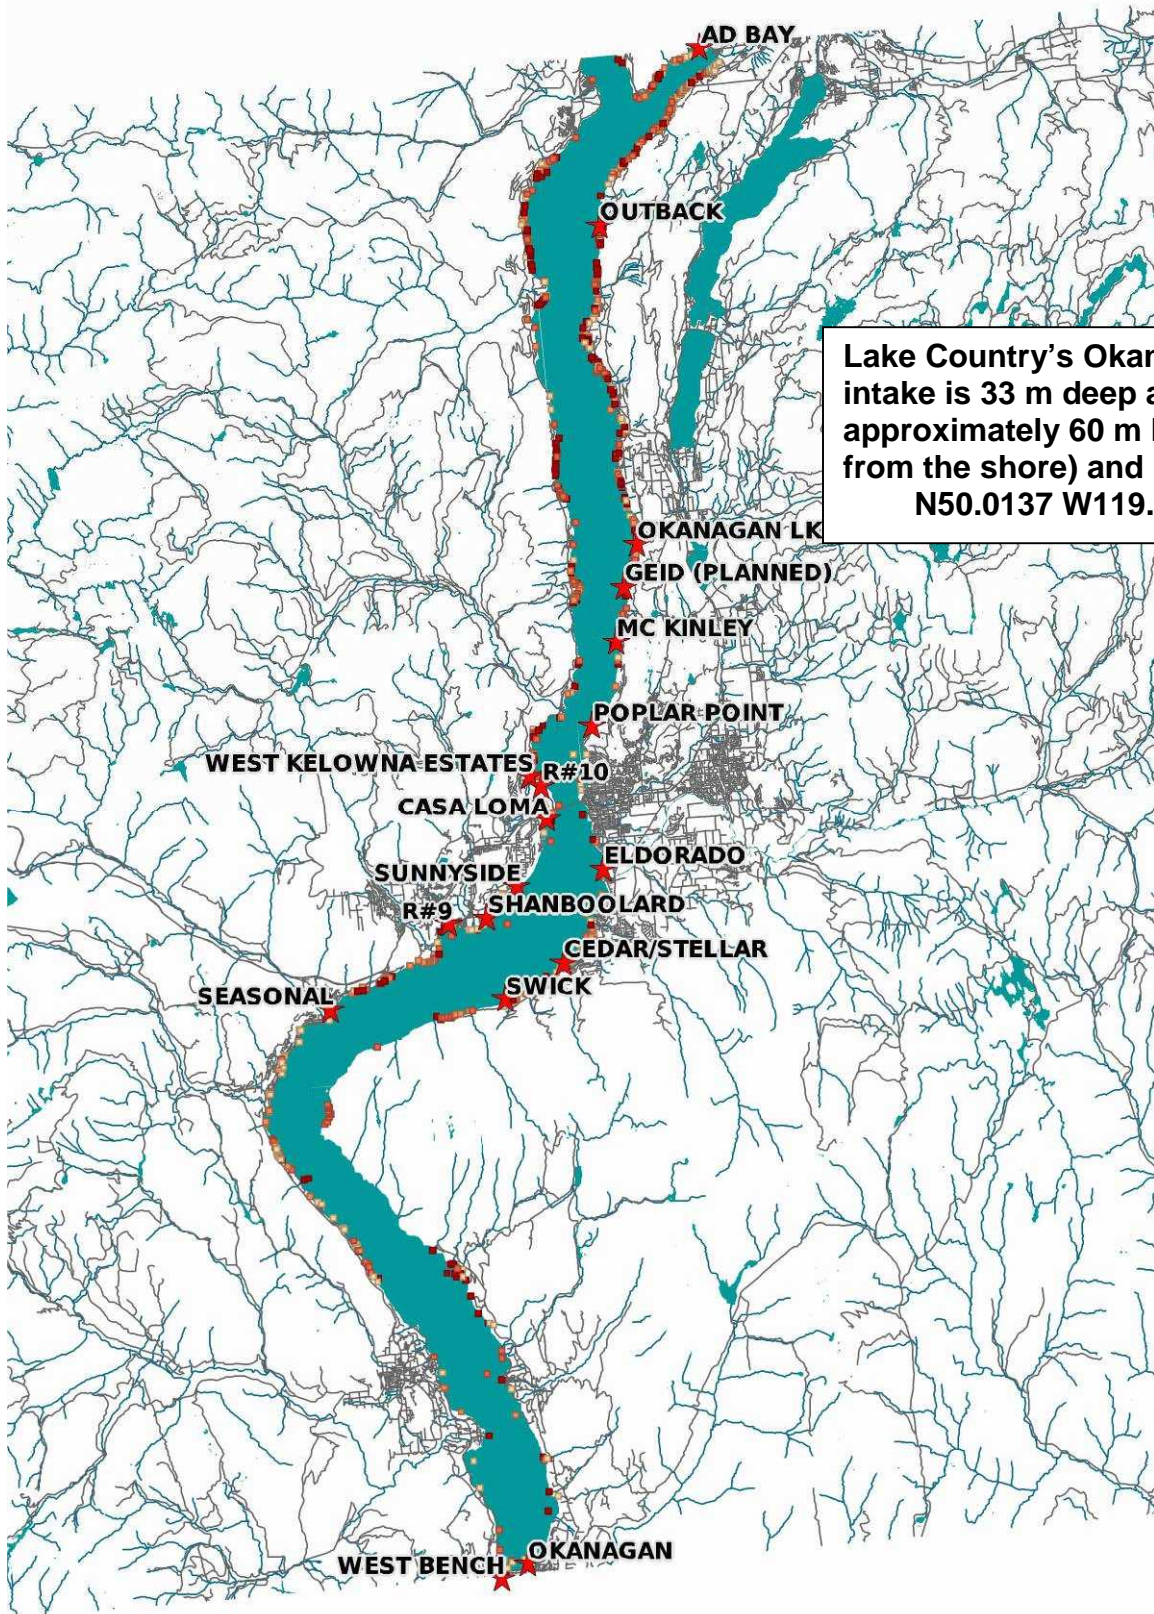 AD BAY
OUTBACK
Lake Country's Okan
intake is 33 m deep a
approximately 60 m
from the shore) and
N50.0137 W119.
OKANAGAN LK
GEID (PLANNED)
MC KINLEY
POPLAR POINT
WEST KELOWNA ESTATES
R#10
CASA LOMA
ELDORADO
SUNNYSIDE
R#9
SHANBOOLARD
CEDAR/STELLAR
SWICK
SEASONAL
OKANAGAN
WEST BENCH